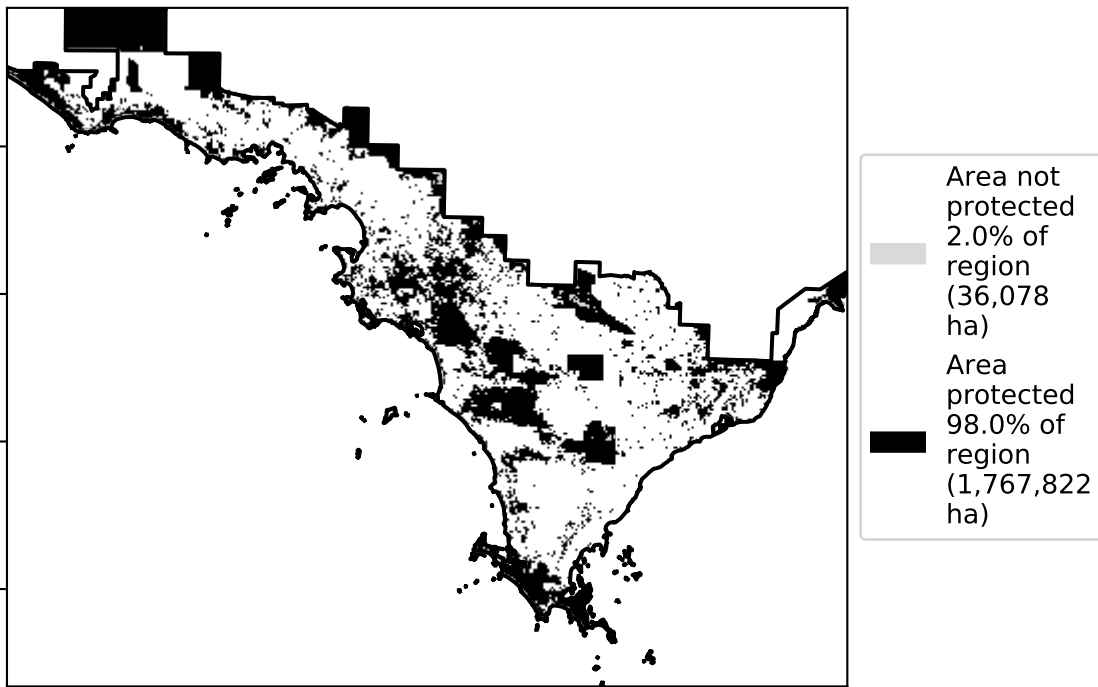 Area not
protected
2.0% of
region
(36,078
ha)
Area
protected
98.0% of
region
(1,767,822
ha)